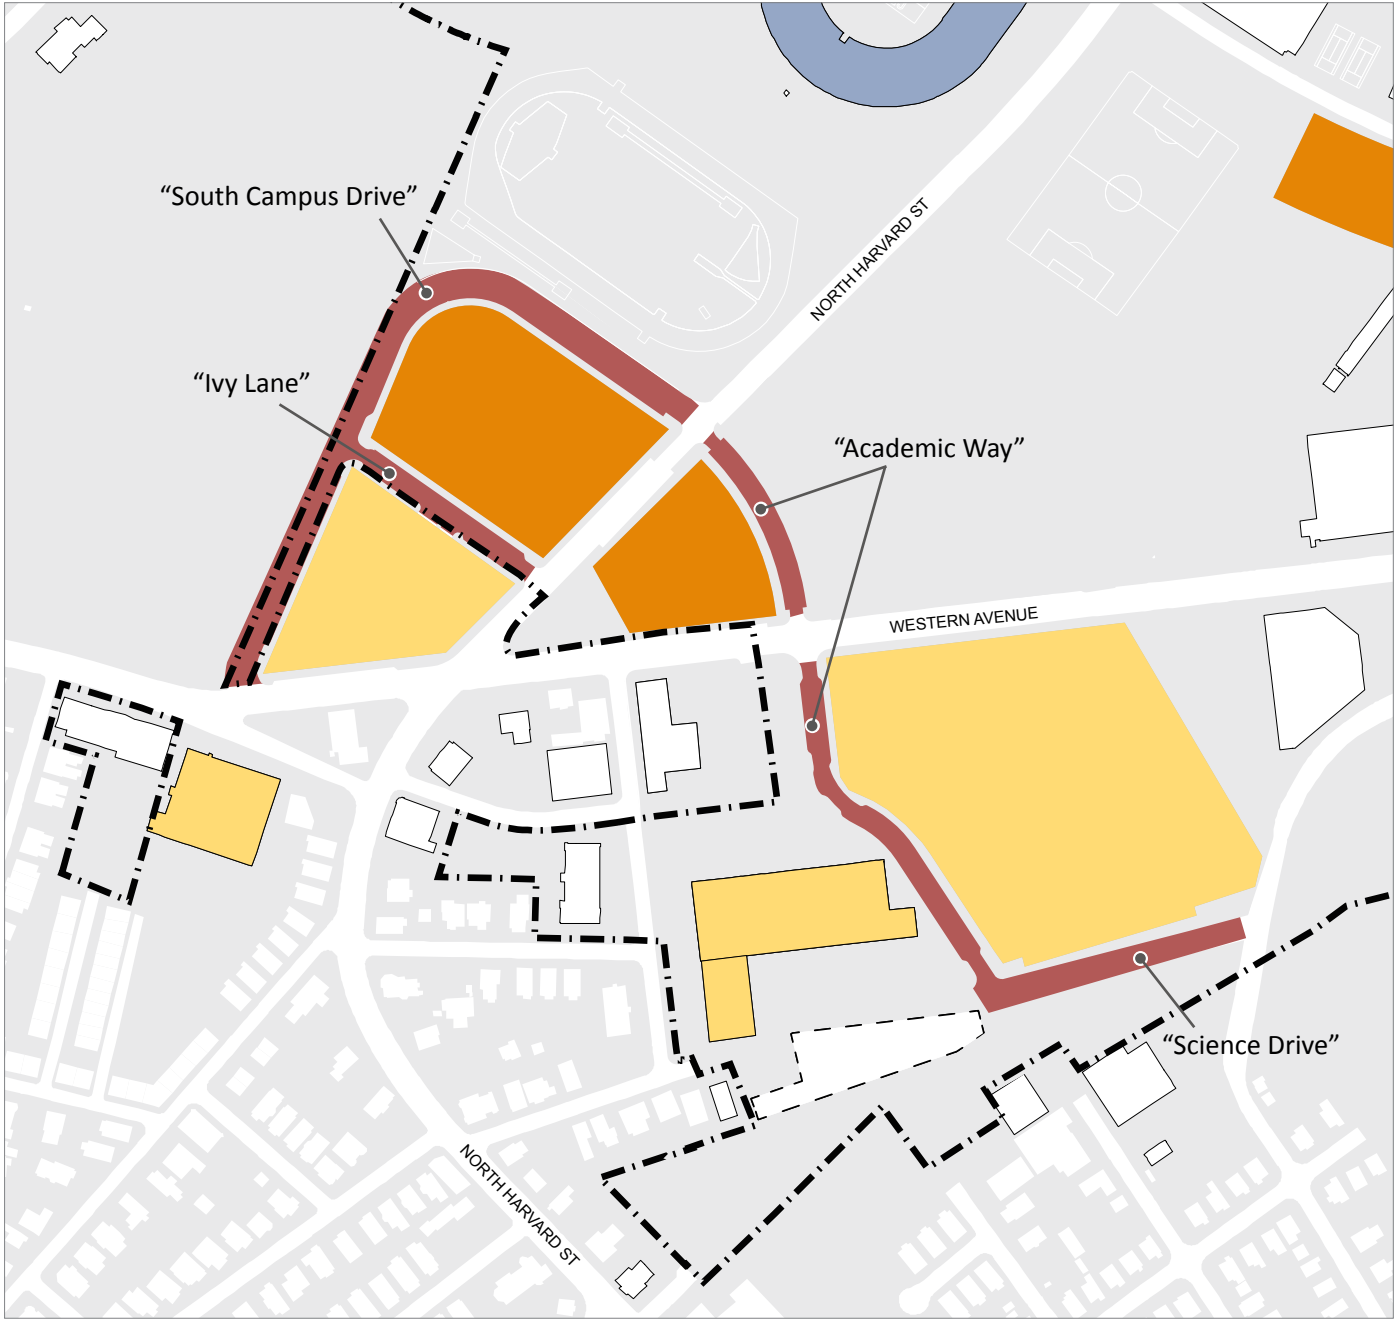 “South Campus Drive”
NORTH HARVARD ST
“Ivy Lane”
“Academic Way”
WESTERN AVENUE
“Science Drive”
NORTH HARVARD ST